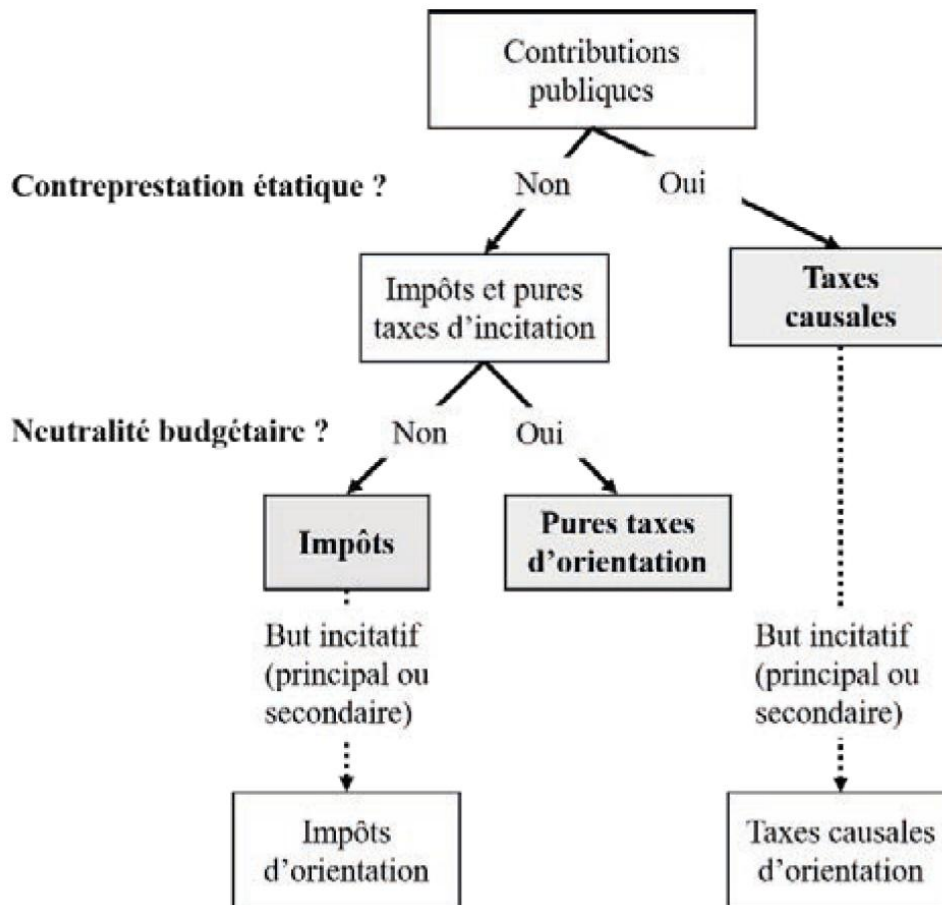 Contributions
publiques
Contreprestation étatique ?
Non
Oui
Impôts et pures
taxes d'incitation
Taxes
causales
Neutralité budgétaire ?
Non
Oui
Impôts
Pures taxes
d'orientation
But incitatif
(principal ou
secondaire)
But incitatif
(principal ou
secondaire)
Impôts
d'orientation
Taxes causales
d'orientation